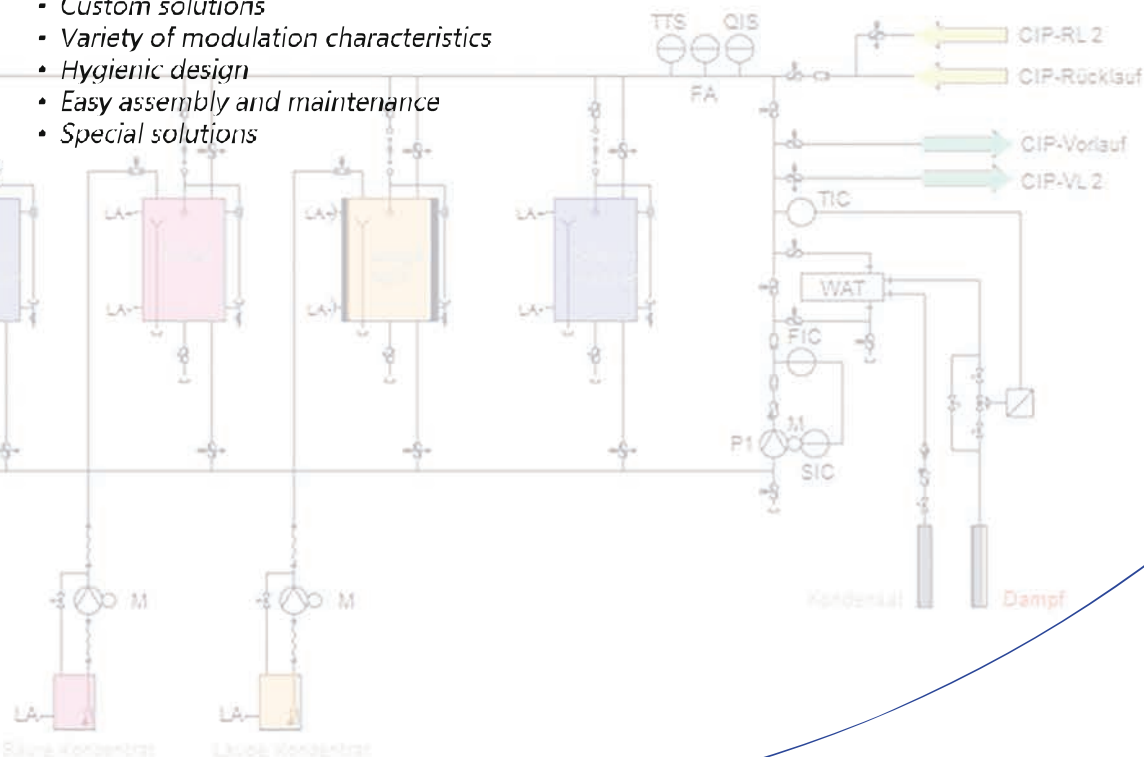 • Custom solutions
• Variety of modulation characteristics
• Hygienic design
• Easy assembly and maintenance
• Special solutions
TTS QIS
FA
CIP-RL 2
CIP-Rücklauf
CIP-Vorlauf
CIP-VL 2
TIC
LA
LA
LA
LA
LA
LA
WAT
FIC
P1
M
SIC
M
M
Kondensat
Dampf
LA
LA
Säure Konzentrat
Lauge Konzentrat